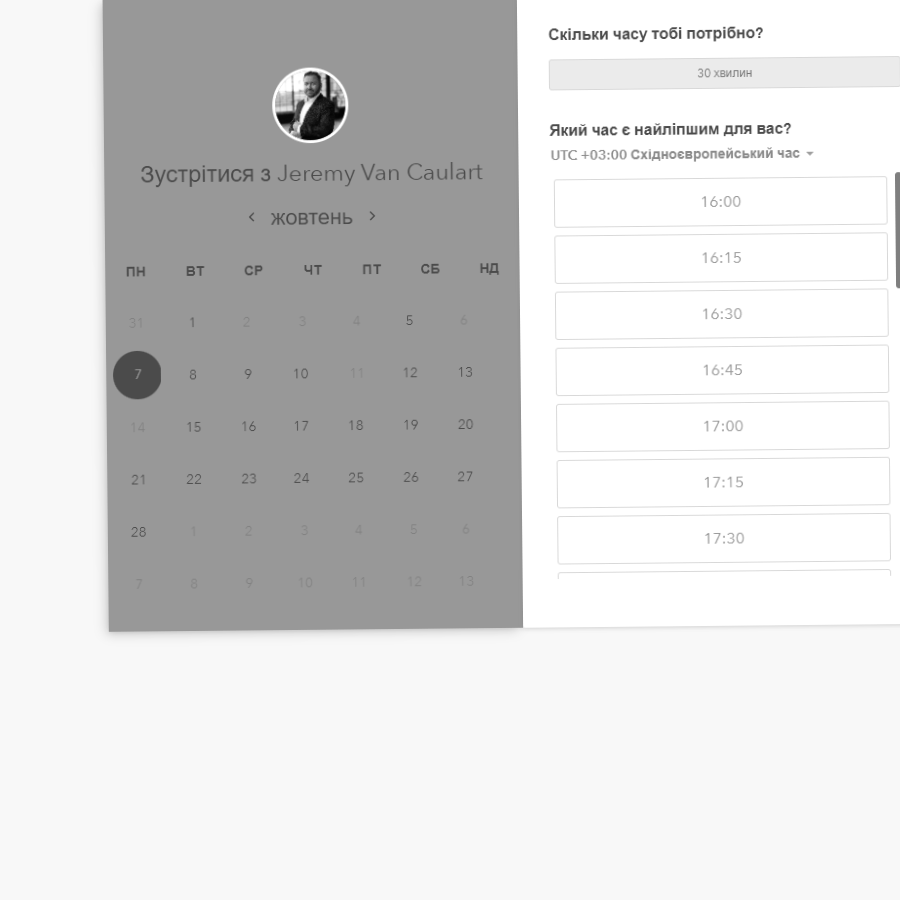 Зустрітися з Jeremy Van Caulart
жовтень
ПН ВТ СР ЧТ ПТ СБ НД
31 1 2 3 4 5 6
7 8 9 10 11 12 13
14 15 16 17 18 19 20
21 22 23 24 25 26 27
28 1 2 3 4 5 6
7 8 9 10 11 12 13
Скільки часу тобі потрібно?
30 хвилин
Який час є найліпшим для вас?
UTC +03:00 Східноєвропейський час
16:00
16:15
16:30
16:45
17:00
17:15
17:30